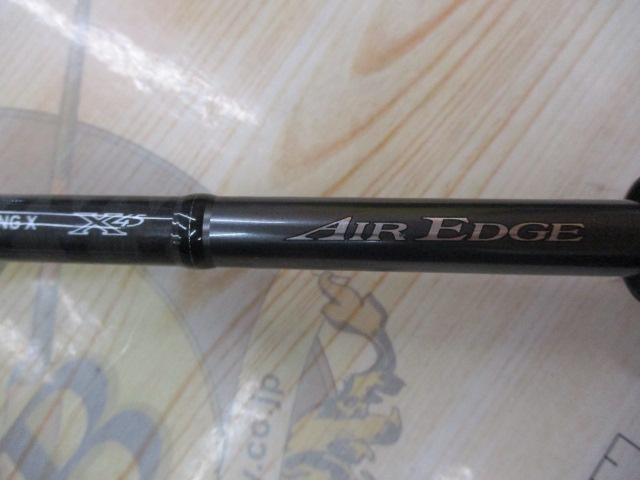 NG X X45
AIR EDGE
y.co.jp
B